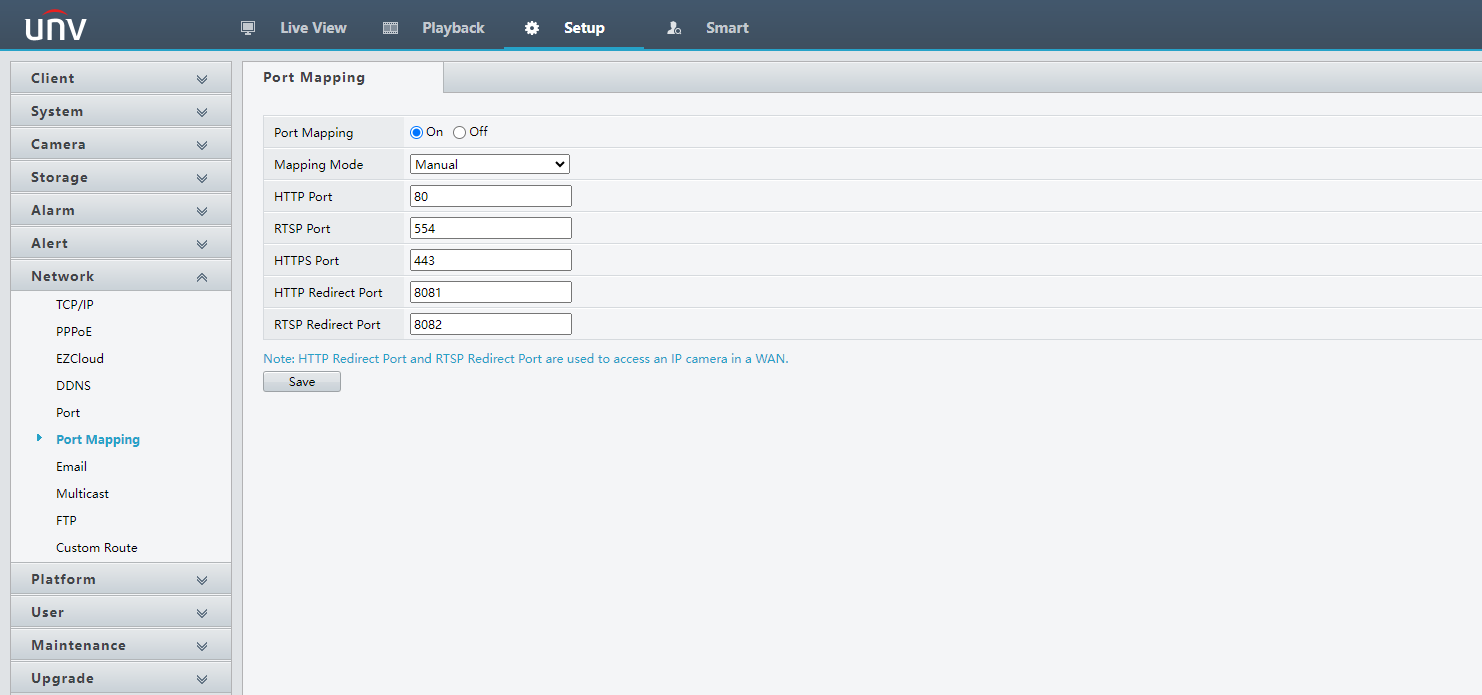 unv
Live View
Playback
Setup
Smart
Client
System
Camera
Storage
Alarm
Alert
Network
TCP/IP
PPPoE
EZCloud
DDNS
Port
Port Mapping
Email
Multicast
FTP
Custom Route
Platform
User
Maintenance
Upgrade
Port Mapping
Port Mapping On Off
Mapping Mode Manual
HTTP Port 80
RTSP Port 554
HTTPS Port 443
HTTP Redirect Port 8081
RTSP Redirect Port 8082
Note: HTTP Redirect Port and RTSP Redirect Port are used to access an IP camera in a WAN.
Save